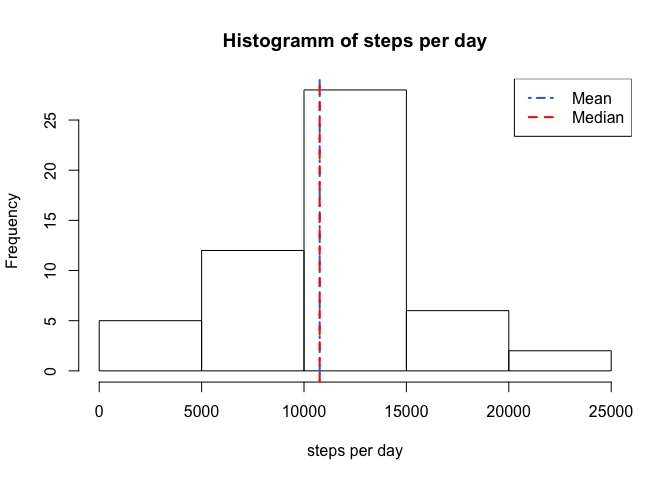 Histogramm of steps per day
Mean
Median
Frequency
25
20
15
10
5
0
0 5000 10000 15000 20000 25000
steps per day